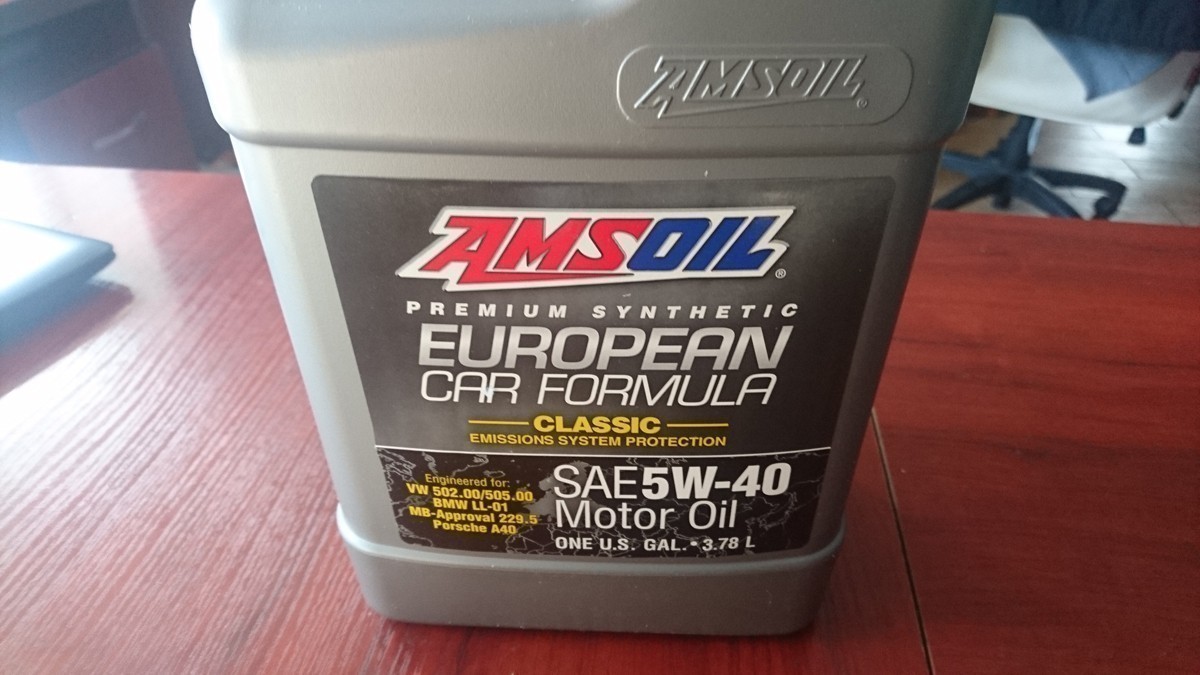 AMSOIL®
AMSOIL®
PREMIUM SYNTHETIC
EUROPEAN
CAR FORMULA
CLASSIC
EMISSIONS SYSTEM PROTECTION
Engineered for:
VW 502.00/505.00
BMW LL-01
MB-Approval 229.5
Porsche A40
SAE 5W-40
Motor Oil
ONE U.S. GAL. • 3.78 L